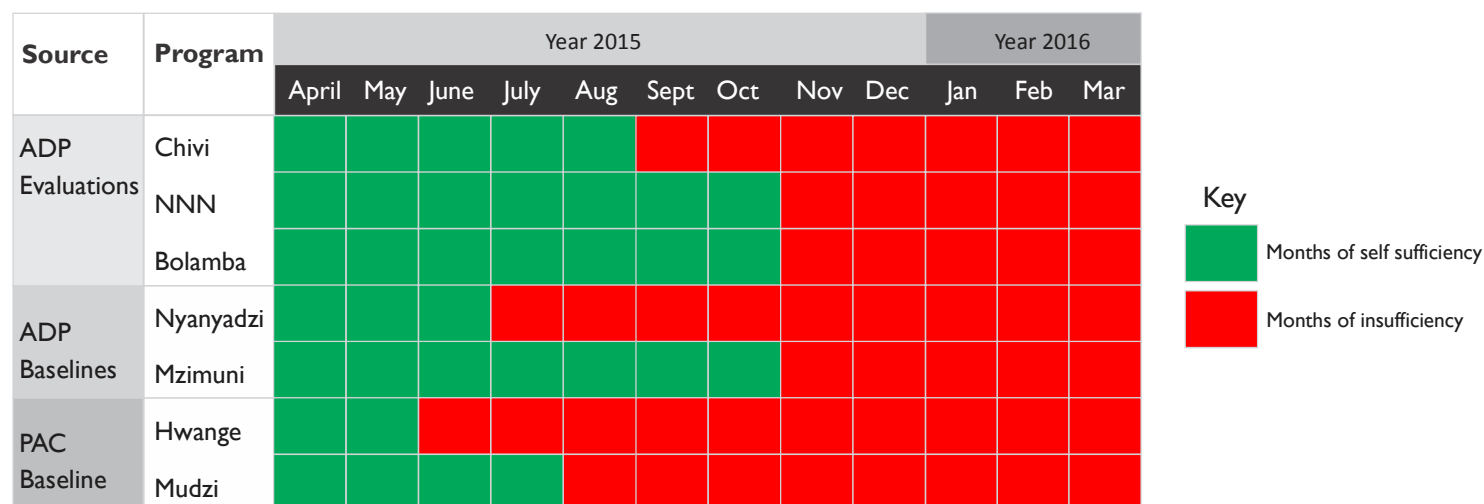 Source Program Year 2015 Year 2016
April May June July Aug Sept Oct Nov Dec Jan Feb Mar
ADP
Evaluations
Chivi
NNN
Bolamba
ADP
Baselines
Nyanyadzi
Mzimuni
PAC
Baseline
Hwange
Mudzi
Key
Months of self sufficiency
Months of insufficiency